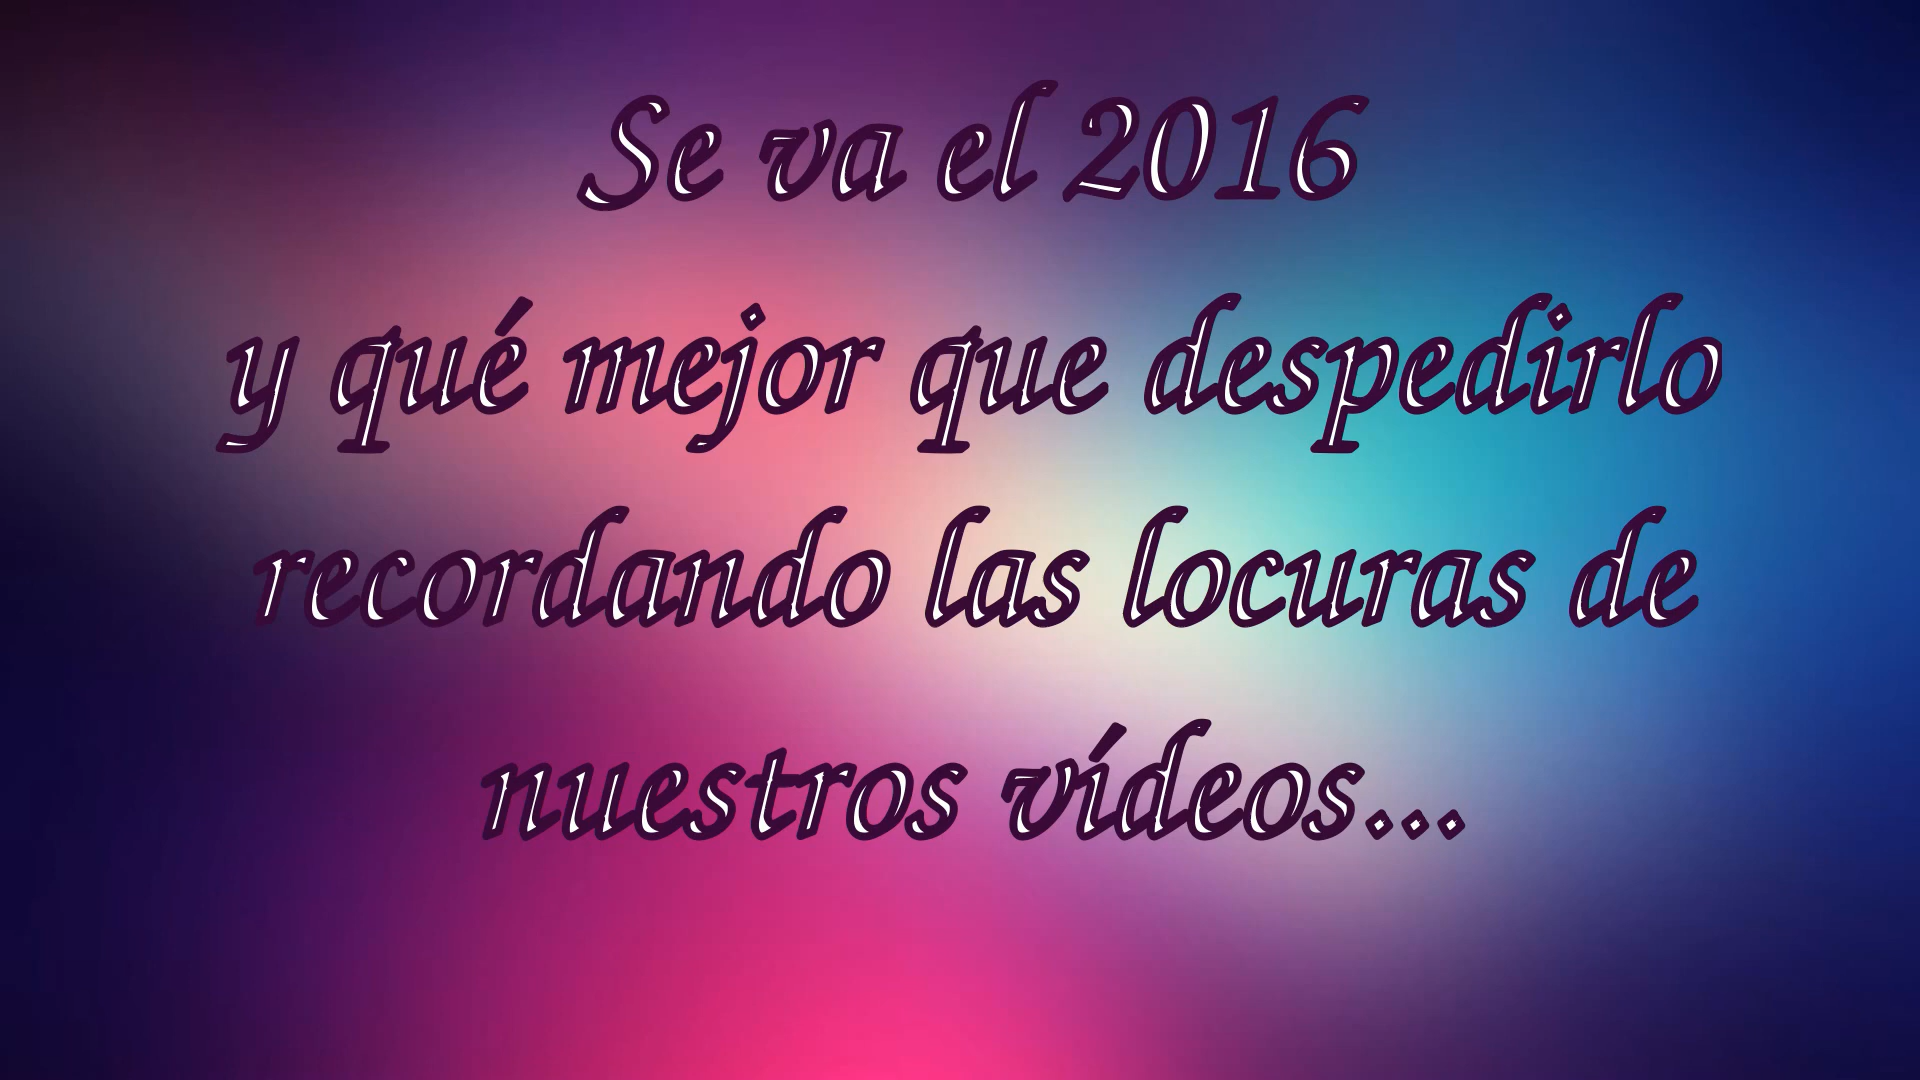 Se va el 2016
y qué mejor que despedirlo
recordando las locuras de
nuestros vídeos...